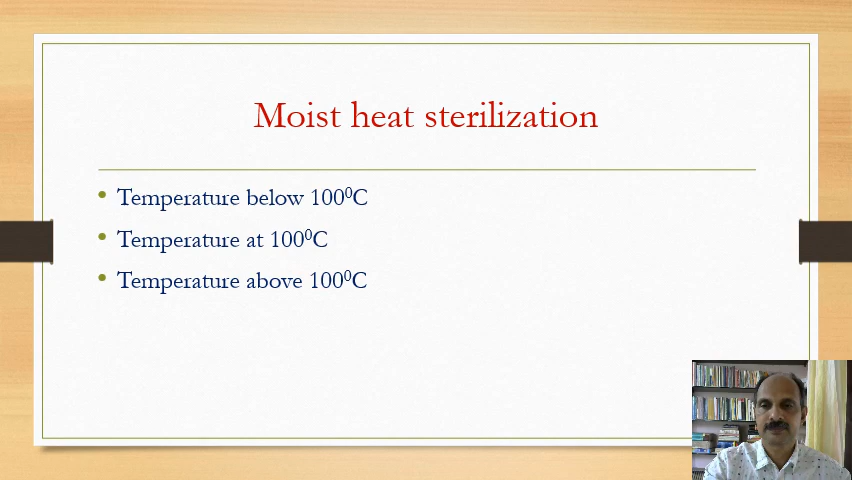 Moist heat sterilization
• Temperature below 100⁰C
• Temperature at 100⁰C
• Temperature above 100⁰C